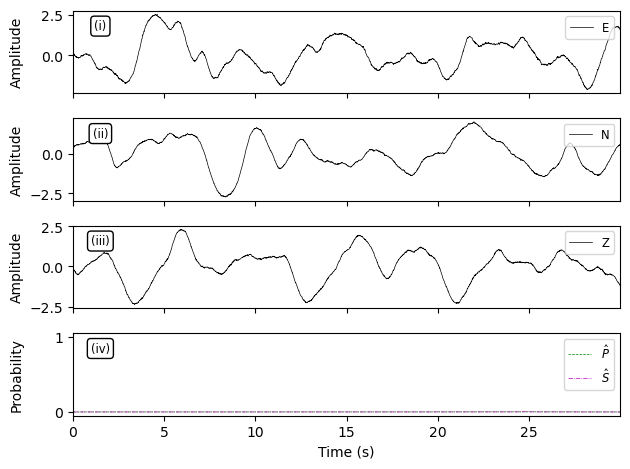 2.5
0.0
Amplitude
(i)
E
0.0
−2.5
Amplitude
(ii)
N
2.5
0.0
−2.5
Amplitude
(iii)
Z
1
0
Probability
(iv)
P̂
Ŝ
0 5 10 15 20 25
Time (s)